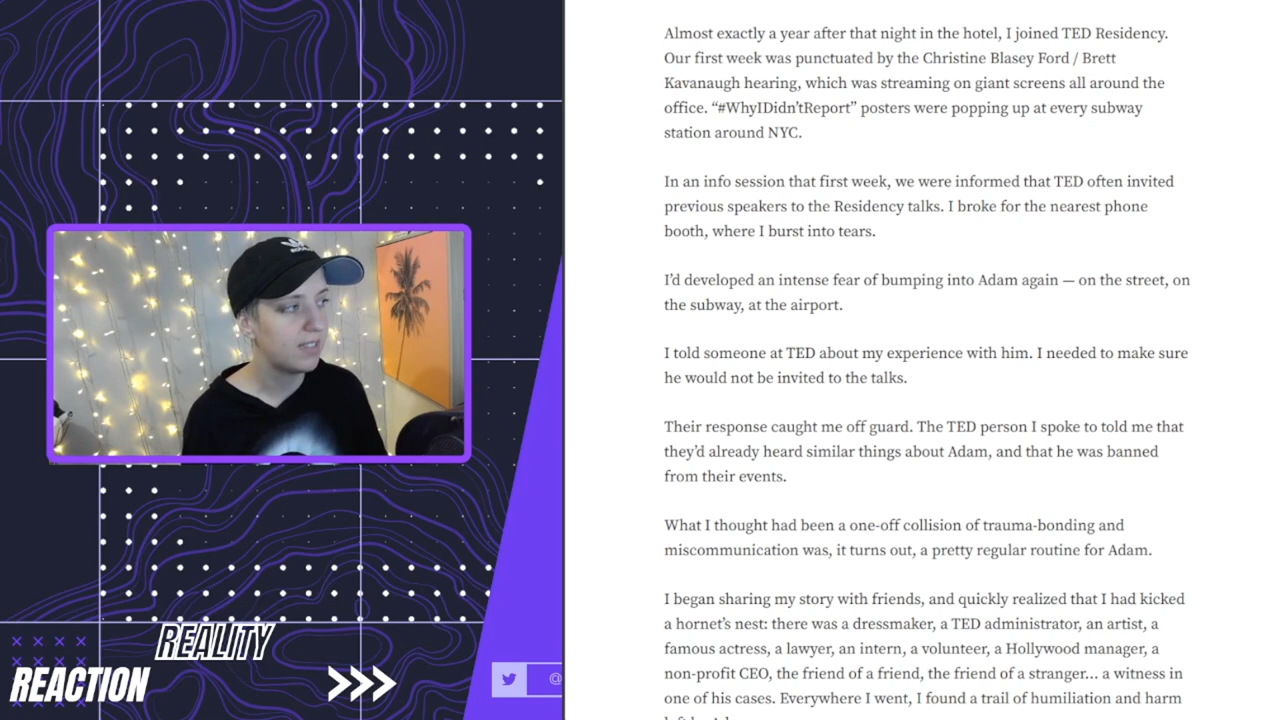 Almost exactly a year after that night in the hotel, I joined TED Residency.
Our first week was punctuated by the Christine Blasey Ford / Brett
Kavanaugh hearing, which was streaming on giant screens all around the
office. “#WhyIDidn’tReport” posters were popping up at every subway
station around NYC.
In an info session that first week, we were informed that TED often invited
previous speakers to the Residency talks. I broke for the nearest phone
booth, where I burst into tears.
I’d developed an intense fear of bumping into Adam again — on the street, on
the subway, at the airport.
I told someone at TED about my experience with him. I needed to make sure
he would not be invited to the talks.
Their response caught me off guard. The TED person I spoke to told me that
they’d already heard similar things about Adam, and that he was banned
from their events.
What I thought had been a one-off collision of trauma-bonding and
miscommunication was, it turns out, a pretty regular routine for Adam.
I began sharing my story with friends, and quickly realized that I had kicked
a hornet’s nest: there was a dressmaker, a TED administrator, an artist, a
famous actress, a lawyer, an intern, a volunteer, a Hollywood manager, a
non-profit CEO, the friend of a friend, the friend of a stranger… a witness in
one of his cases. Everywhere I went, I found a trail of humiliation and harm
REALITY
REACTION
@